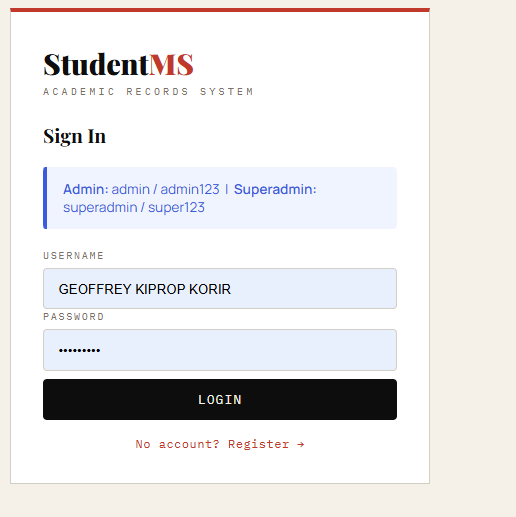 StudentMS
ACADEMIC RECORDS SYSTEM
Sign In
Admin: admin / admin123 | Superadmin:
superadmin / super123
USERNAME
GEOFFREY KIPROP KORIR
PASSWORD
•••••••••
LOGIN
No account? Register →